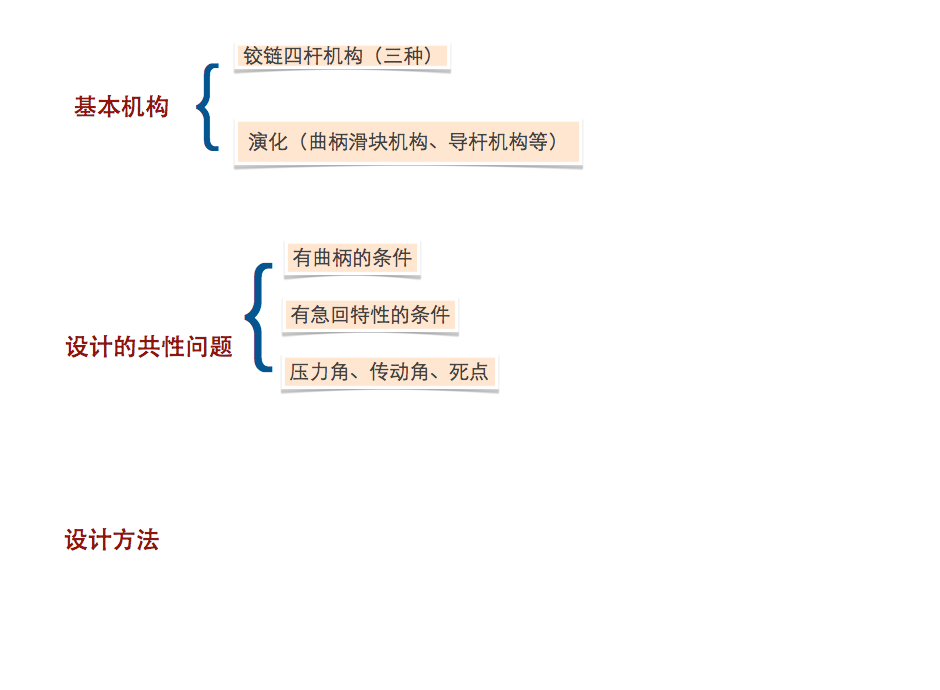 铰链四杆机构（三种）
基本机构
演化（曲柄滑块机构、导杆机构等）
有曲柄的条件
有急回特性的条件
设计的共性问题
压力角、传动角、死点
设计方法